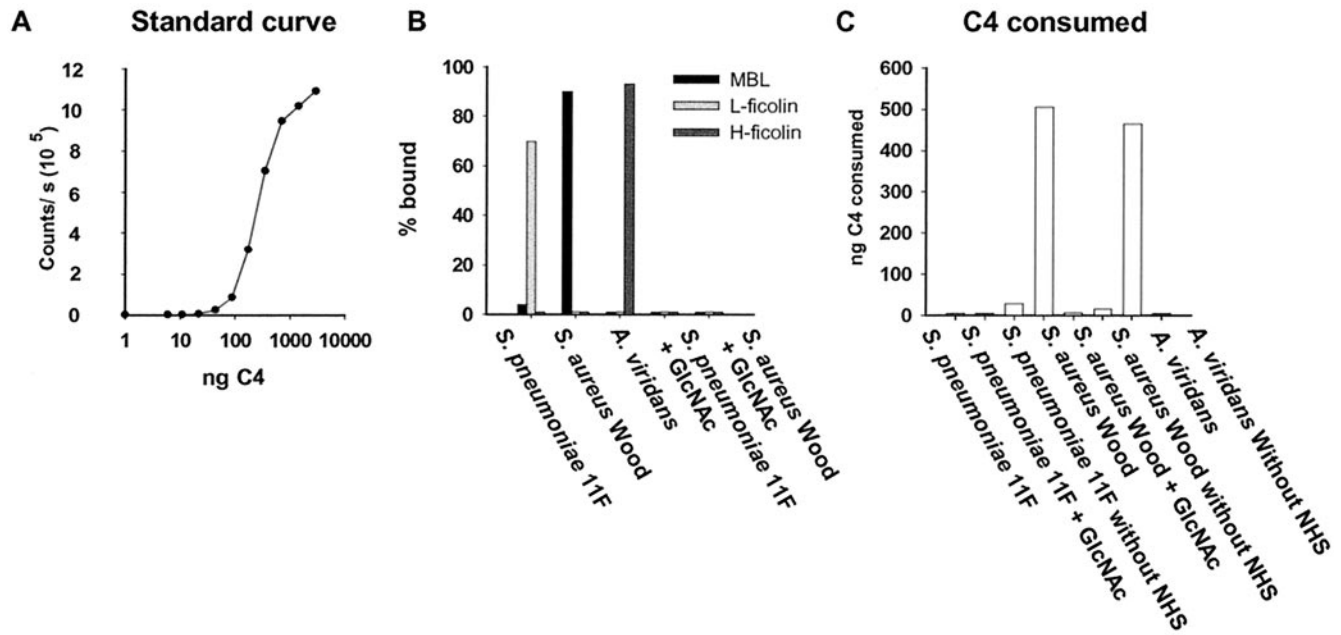 A
Standard curve
12
10
8
6
4
2
0
Counts/ s (10 5)
1
10
100
1000
10000
ng C4
B
100
80
60
40
20
0
% bound
MBL
L-ficolin
H-ficolin
S. pneumoniae 11F
S. aureus Wood
A. viridans
S. pneumoniae 11F
+ GlcNAc
S. aureus Wood
+ GlcNAc
C
C4 consumed
600
500
400
300
200
100
0
ng C4 consumed
S. pneumoniae 11F
S. pneumoniae 11F + GlcNAc
S. pneumoniae 11F without NHS
S. aureus Wood
S. aureus Wood + GlcNAc
S. aureus Wood without NHS
A. viridans
A. viridans Without NHS